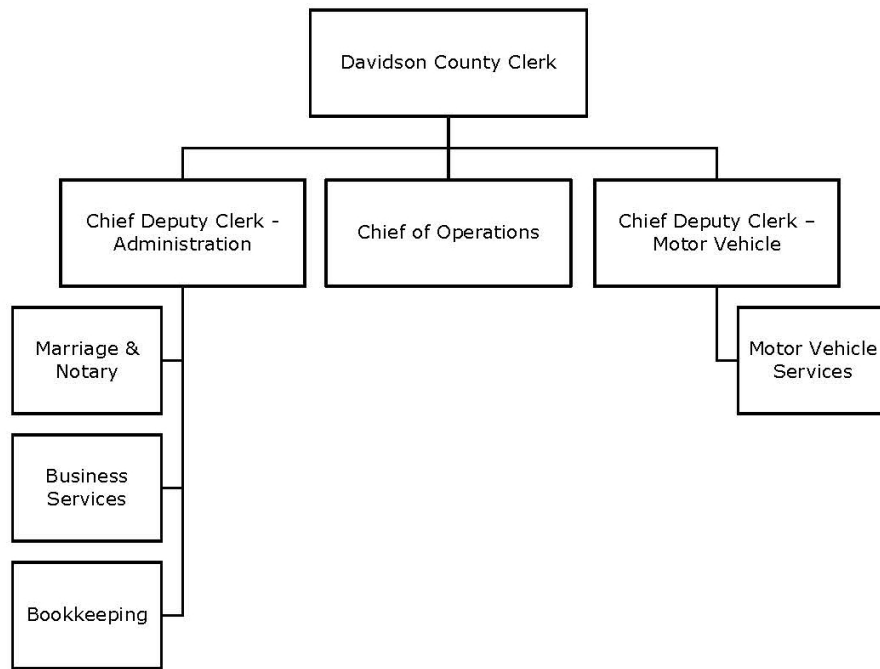 Davidson County Clerk
Chief Deputy Clerk -
Administration
Chief of Operations
Chief Deputy Clerk –
Motor Vehicle
Marriage &
Notary
Motor Vehicle
Services
Business
Services
Bookkeeping